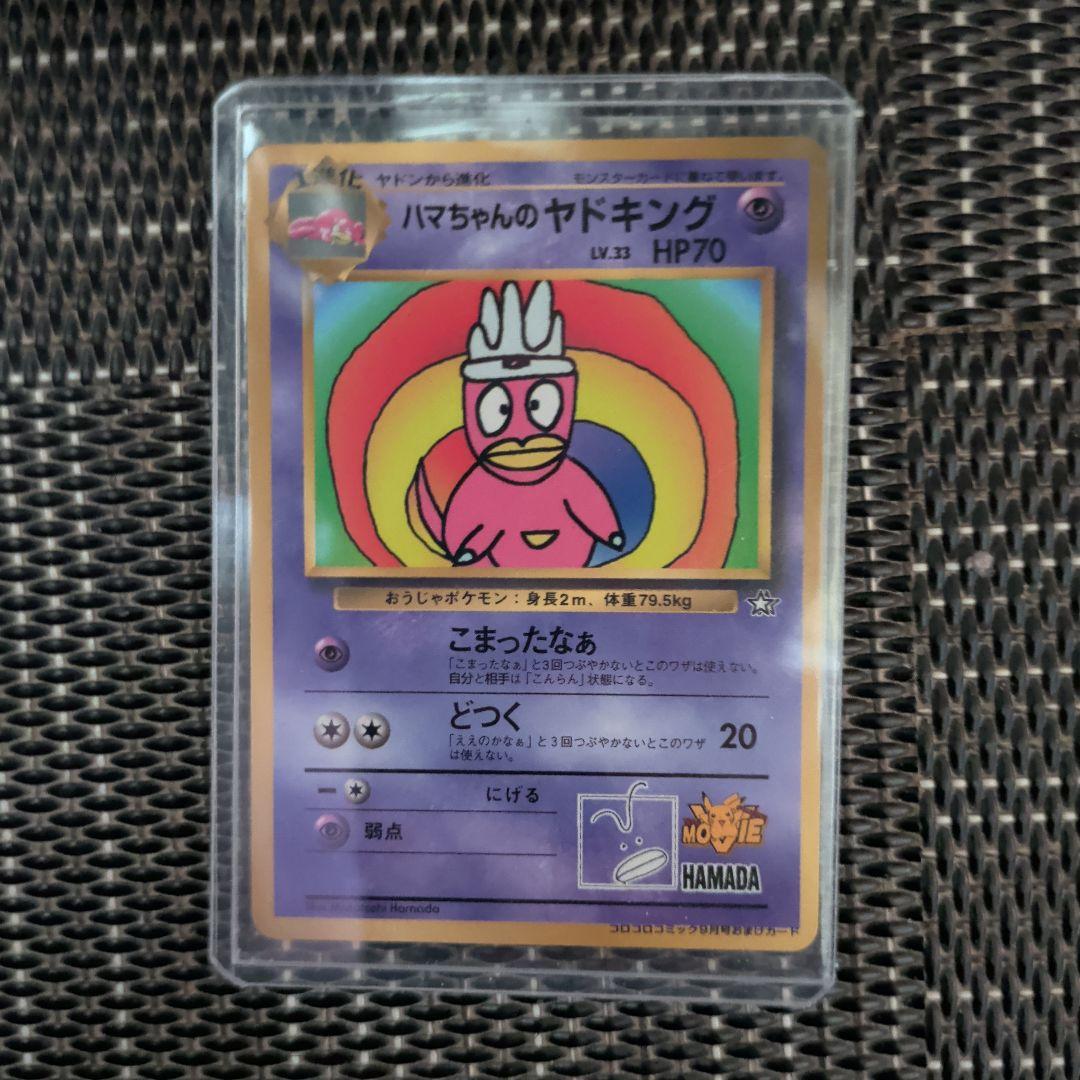 1進化 ヤドンから進化 モンスターカードに重ねて使います。
ハマちゃんのヤドキング
LV.33 HP70
おうじゃポケモン：身長2m、体重79.5kg
こまったなぁ
「こまったなぁ」と3回つぶやかないとこのワザは使えない。
自分と相手は「こんらん」状態になる。
どつく
「ええのかなぁ」と3回つぶやかないとこのワザ
は使えない。
20
にげる
弱点
MOVIE
HAMADA
Hamada
コロコロコミック9月号おまけカード